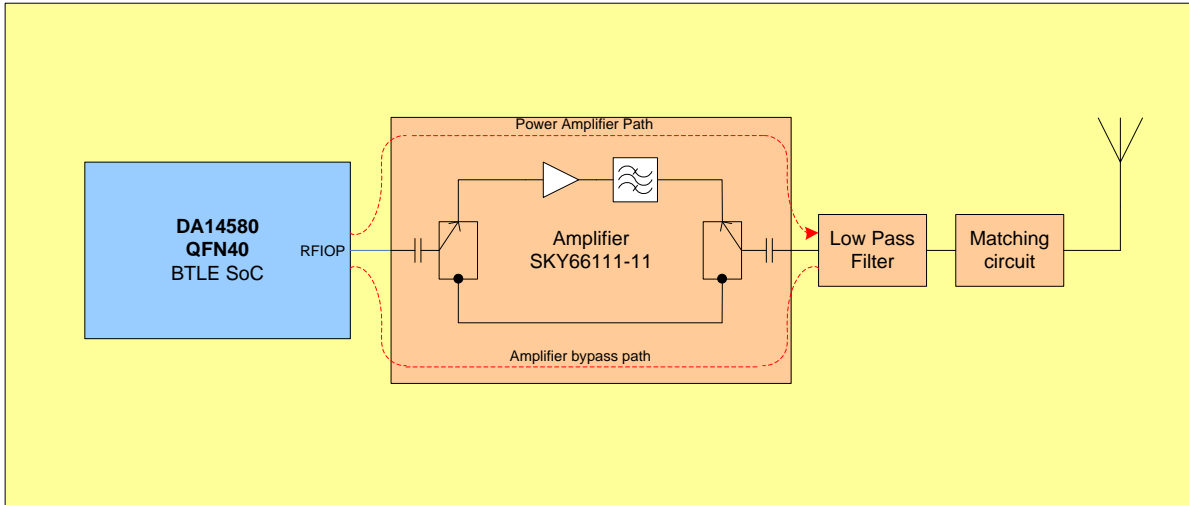 Power Amplifier Path
DA14580
QFN40
BTLE SoC
RFIOP
Amplifier
SKY66111-11
Low Pass
Filter
Matching
circuit
Amplifier bypass path